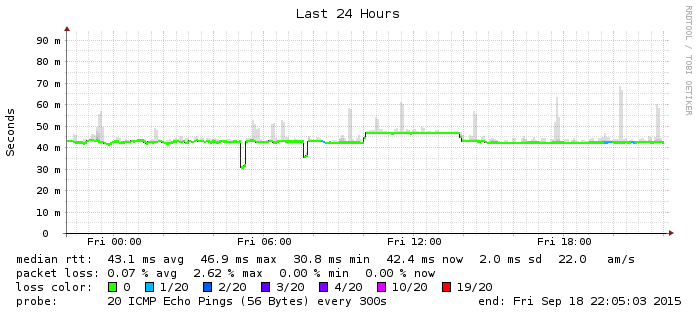 Last 24 Hours
RRDTOOL / TOBI OETIKER
Seconds
90 m
80 m
70 m
60 m
50 m
40 m
30 m
20 m
10 m
0
Fri 00:00 Fri 06:00 Fri 12:00 Fri 18:00
median rtt: 43.1 ms avg 46.9 ms max 30.8 ms min 42.4 ms now 2.0 ms sd 22.0 am/s
packet loss: 0.07 % avg 2.62 % max 0.00 % min 0.00 % now
loss color: 0 1/20 2/20 3/20 4/20 10/20 19/20
probe: 20 ICMP Echo Pings (56 Bytes) every 300s end: Fri Sep 18 22:05:03 2015